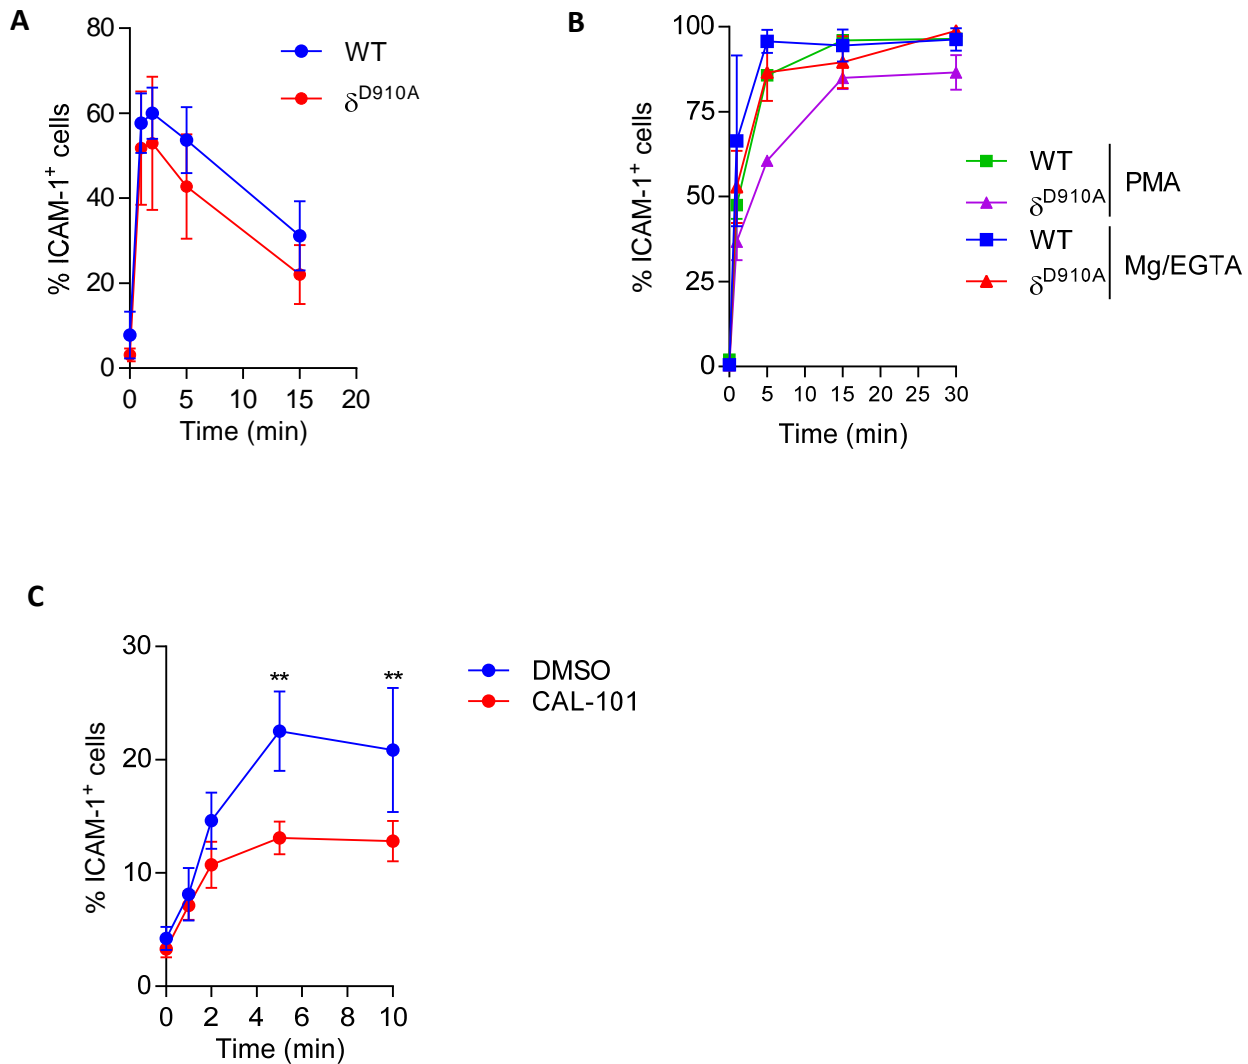 A
80
60
40
20
0
0 5 10 15 20
% ICAM-1+ cells
Time (min)
WT
δD910A
B
100
75
50
25
0
0 5 10 15 20 25 30
% ICAM-1+ cells
Time (min)
WT
δD910A
PMA
WT
δD910A
Mg/EGTA
C
30
20
10
0
0 2 4 6 8 10
% ICAM-1+ cells
Time (min)
** **
DMSO
CAL-101